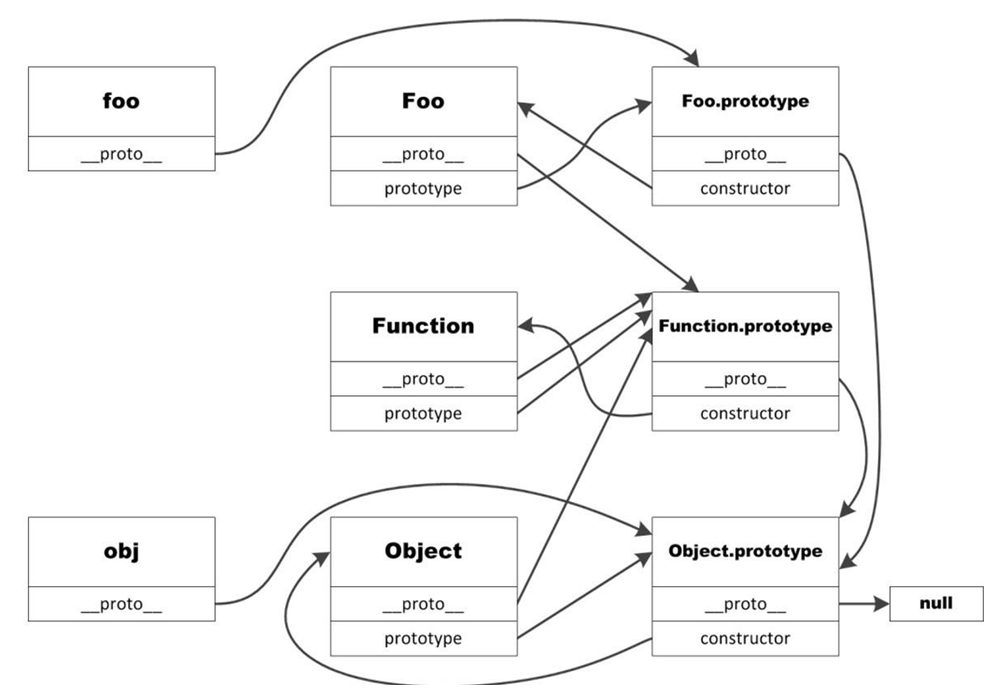 foo
__proto__
Foo
__proto__
prototype
Foo.prototype
__proto__
constructor
Function
__proto__
prototype
Function.prototype
__proto__
constructor
obj
__proto__
Object
__proto__
prototype
Object.prototype
__proto__
constructor
null